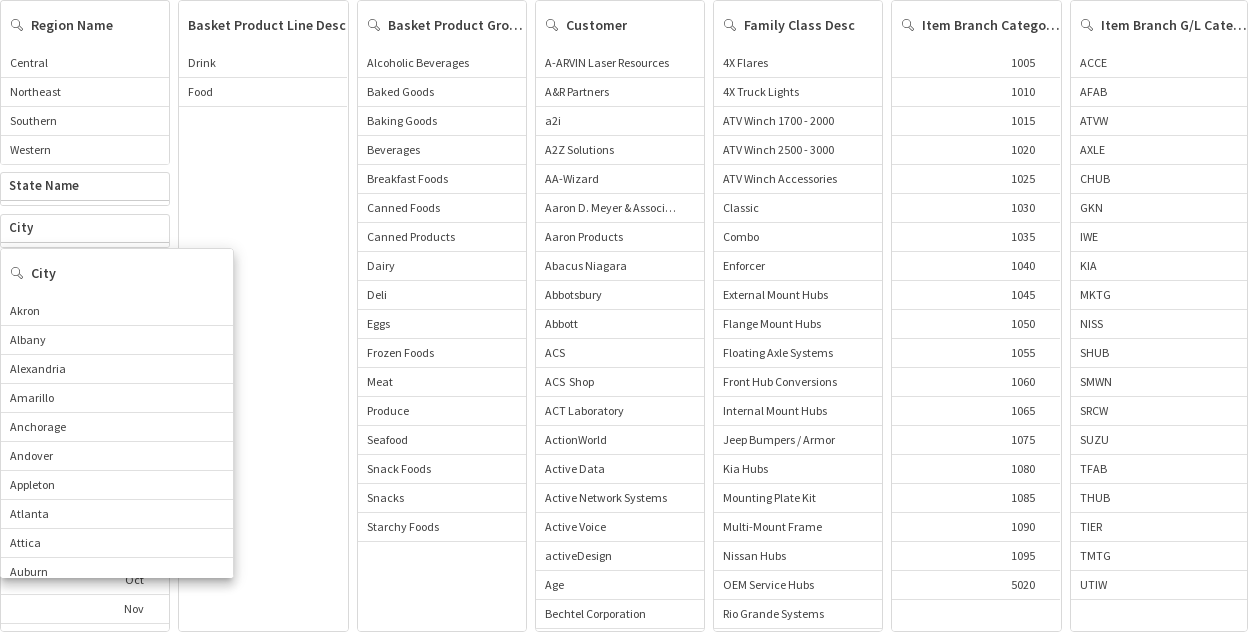 Region Name
Central
Northeast
Southern
Western
State Name
City
City
Akron
Albany
Alexandria
Amarillo
Anchorage
Andover
Appleton
Atlanta
Attica
Auburn
Oct
Nov
Basket Product Line Desc
Drink
Food
Basket Product Gro...
Alcoholic Beverages
Baked Goods
Baking Goods
Beverages
Breakfast Foods
Canned Foods
Canned Products
Dairy
Deli
Eggs
Frozen Foods
Meat
Produce
Seafood
Snack Foods
Snacks
Starchy Foods
Customer
A-ARVIN Laser Resources
A&R Partners
a2i
A2Z Solutions
AA-Wizard
Aaron D. Meyer & Associ...
Aaron Products
Abacus Niagara
Abbotsbury
Abbott
ACS
ACS Shop
ACT Laboratory
ActionWorld
Active Data
Active Network Systems
Active Voice
activeDesign
Age
Bechtel Corporation
Family Class Desc
4X Flares
4X Truck Lights
ATV Winch 1700 - 2000
ATV Winch 2500 - 3000
ATV Winch Accessories
Classic
Combo
Enforcer
External Mount Hubs
Flange Mount Hubs
Floating Axle Systems
Front Hub Conversions
Internal Mount Hubs
Jeep Bumpers / Armor
Kia Hubs
Mounting Plate Kit
Multi-Mount Frame
Nissan Hubs
OEM Service Hubs
Rio Grande Systems
Item Branch Catego...
1005
1010
1015
1020
1025
1030
1035
1040
1045
1050
1055
1060
1065
1075
1080
1085
1090
1095
5020
Item Branch G/L Cate...
ACCE
AFAB
ATVW
AXLE
CHUB
GKN
IWE
KIA
MKTG
NISS
SHUB
SMWN
SRCW
SUZU
TFAB
THUB
TIER
TMTG
UTIW